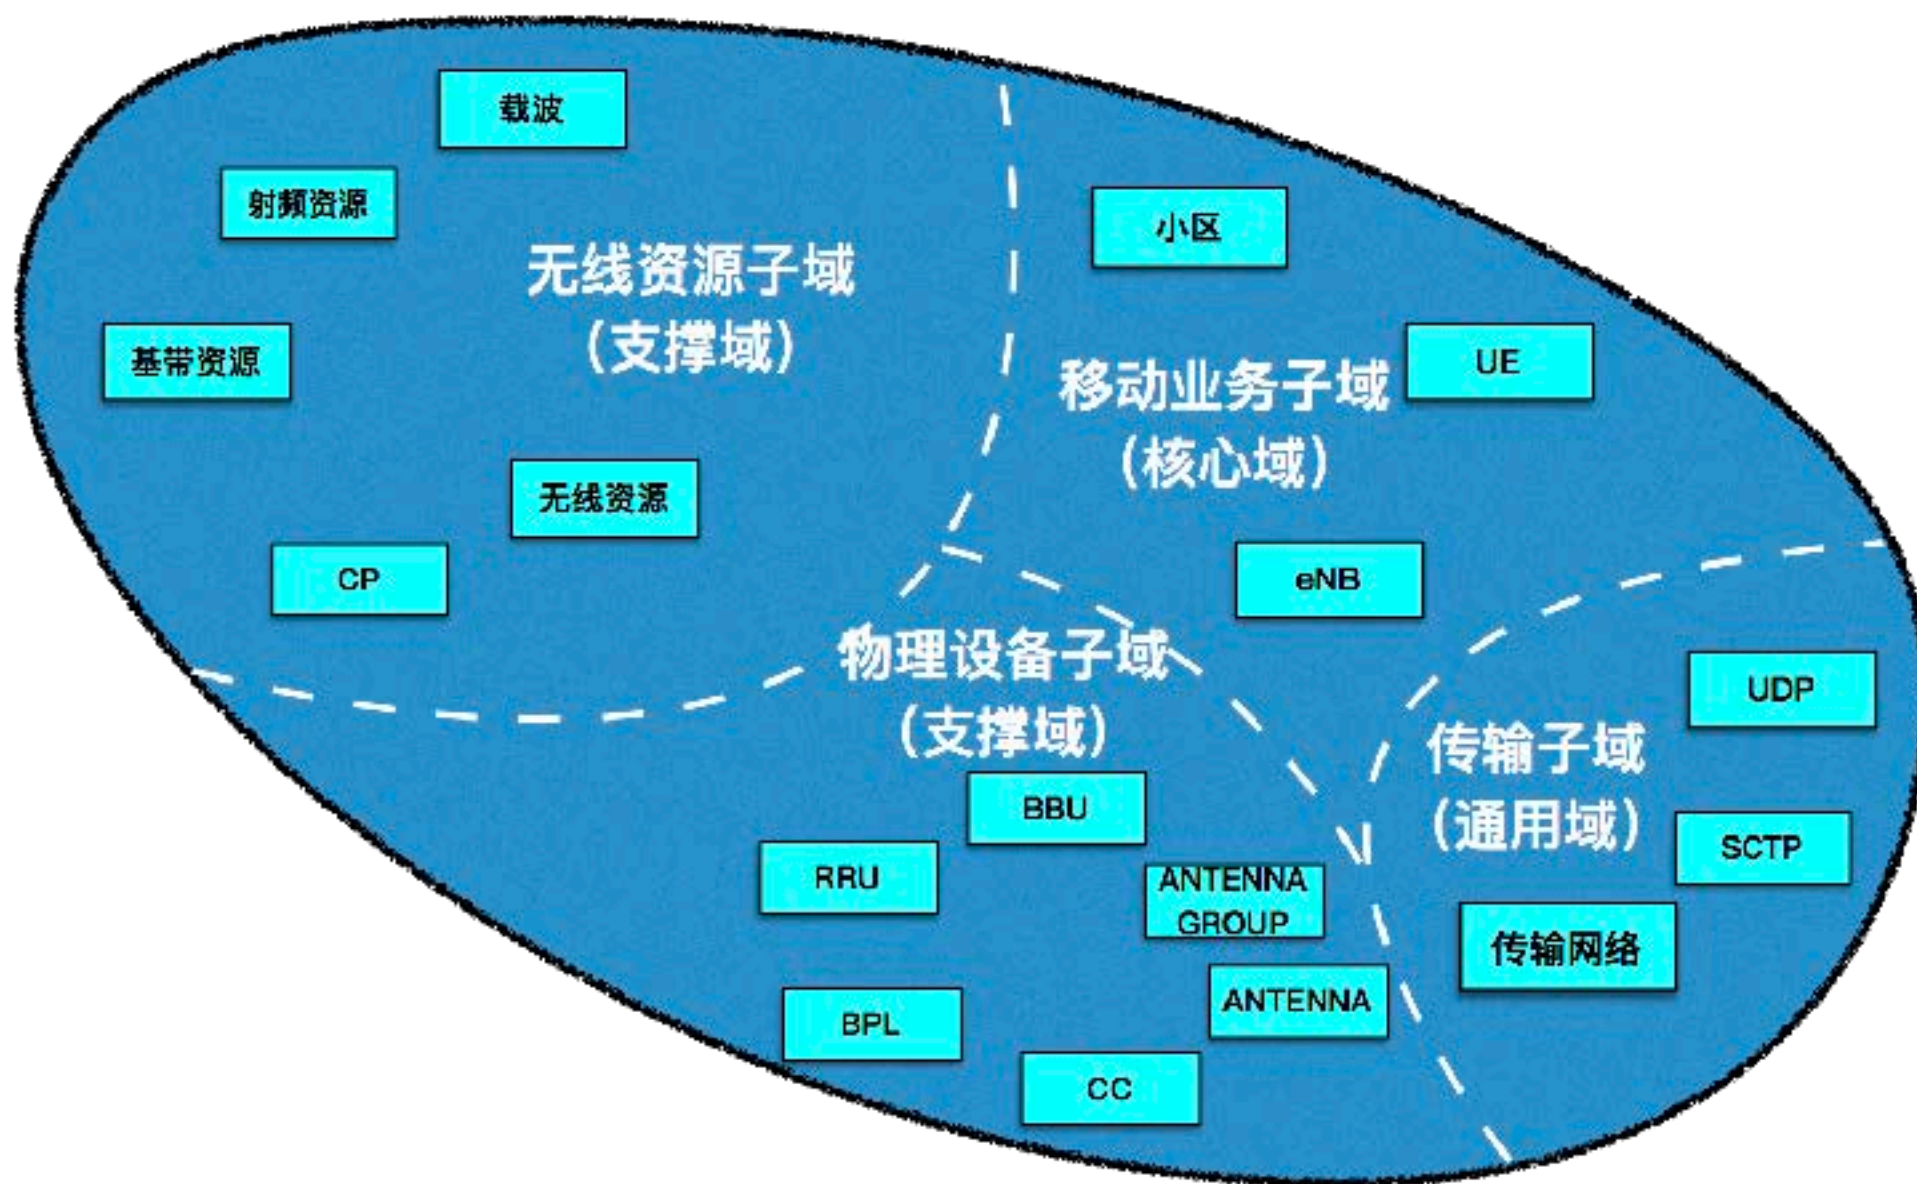 载波
射频资源
无线资源子域
(支撑域)
基带资源
无线资源
CP
小区
UE
移动业务子域
(核心域)
eNB
物理设备子域
(支撑域)
BBU
RRU
ANTENNA
GROUP
ANTENNA
BPL
CC
UDP
传输子域
(通用域)
SCTP
传输网络